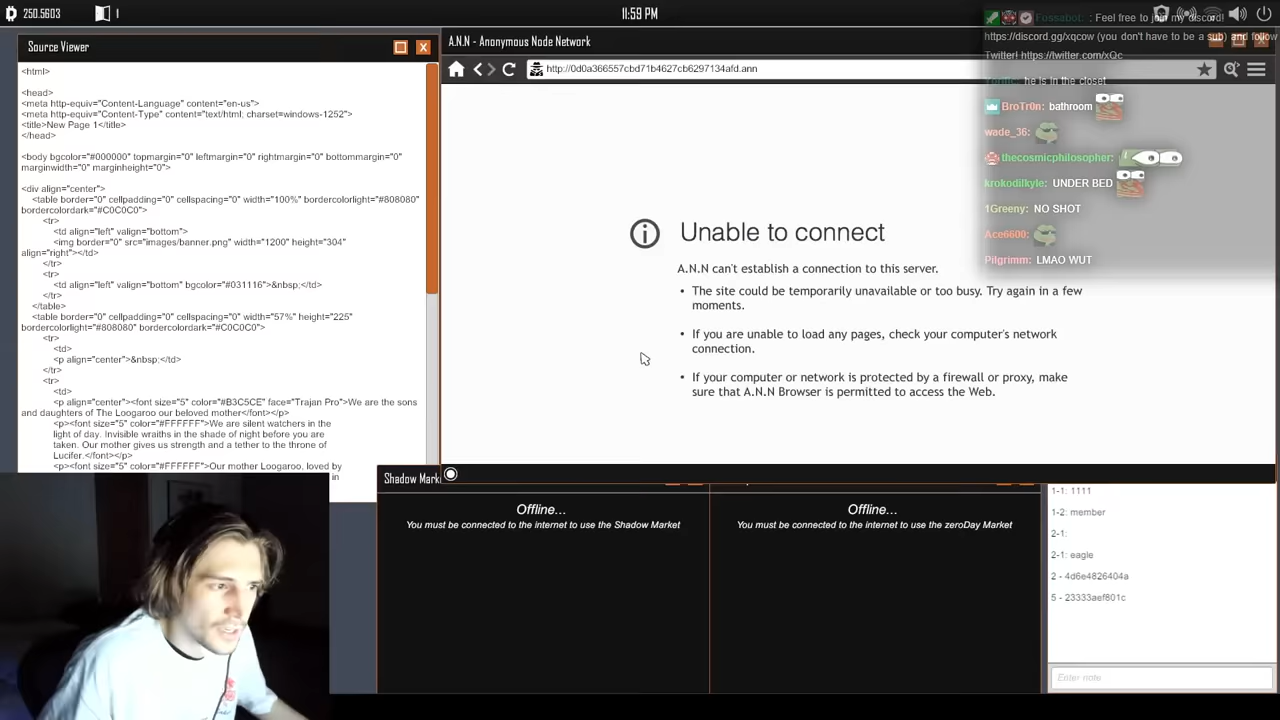 250.5603
1
11:59 PM
Source Viewer
<html>
<head>
<meta http-equiv="Content-Language" content="en-us">
<meta http-equiv="Content-Type" content="text/html; charset=windows-1252">
<title>New Page 1</title>
</head>
<body bgcolor="#000000" topmargin="0" leftmargin="0" rightmargin="0" bottommargin="0"
marginwidth="0" marginheight="0">
<div align="center">
<table border="0" cellpadding="0" cellspacing="0" width="100%" bordercolorlight="#808080"
bordercolordark="#C0C0C0">
<tr>
<td align="left" valign="bottom">
<img border="0" src="images/banner.png" width="1200" height="304"
align="right"></td>
</tr>
<tr>
<td align="left" valign="bottom" bgcolor="#031116">&nbsp;</td>
</tr>
</table>
<table border="0" cellpadding="0" cellspacing="0" width="57%" height="225"
bordercolorlight="#808080" bordercolordark="#C0C0C0">
<tr>
<td>
<p align="center">&nbsp;</td>
</tr>
<tr>
<td>
<p align="center"><font size="5" color="#B3C5CE" face="Trajan Pro">We are the sons
and daughters of The Loogaroo our beloved mother</font></p>
<p><font size="5" color="#FFFFFF">We are silent watchers in the
light of day. Invisible wraiths in the shade of night before you are
taken. Our mother gives us strength and a tether to the throne of
Lucifer.</font></p>
<p><font size="5" color="#FFFFFF">Our mother Loogaroo, loved by
in
A.N.N - Anonymous Node Network
http://0d0a366557cbd71b4627cb6297134afd.ann
Unable to connect
A.N.N can't establish a connection to this server.
• The site could be temporarily unavailable or too busy. Try again in a few
moments.
• If you are unable to load any pages, check your computer's network
connection.
• If your computer or network is protected by a firewall or proxy, make
sure that A.N.N Browser is permitted to access the Web.
Fossabot: : Feel free to join my discord!
https://discord.gg/xqcow (you don't have to be a sub) and follow
Twitter! https://twitter.com/xQc
he is in the closet
BroTr0n: bathroom
wade_36:
thecosmicphilosopher:
krokodilkyle: UNDER BED
1Greeny: NO SHOT
Ace6600:
Pilgrimm: LMAO WUT
Shadow Mark
Offline...
You must be connected to the internet to use the Shadow Market
Offline...
You must be connected to the internet to use the zeroDay Market
1-1: 1111
1-2: member
2-1:
2-1: eagle
2 - 4d6e4826404a
5 - 23333aef801c
Enter note